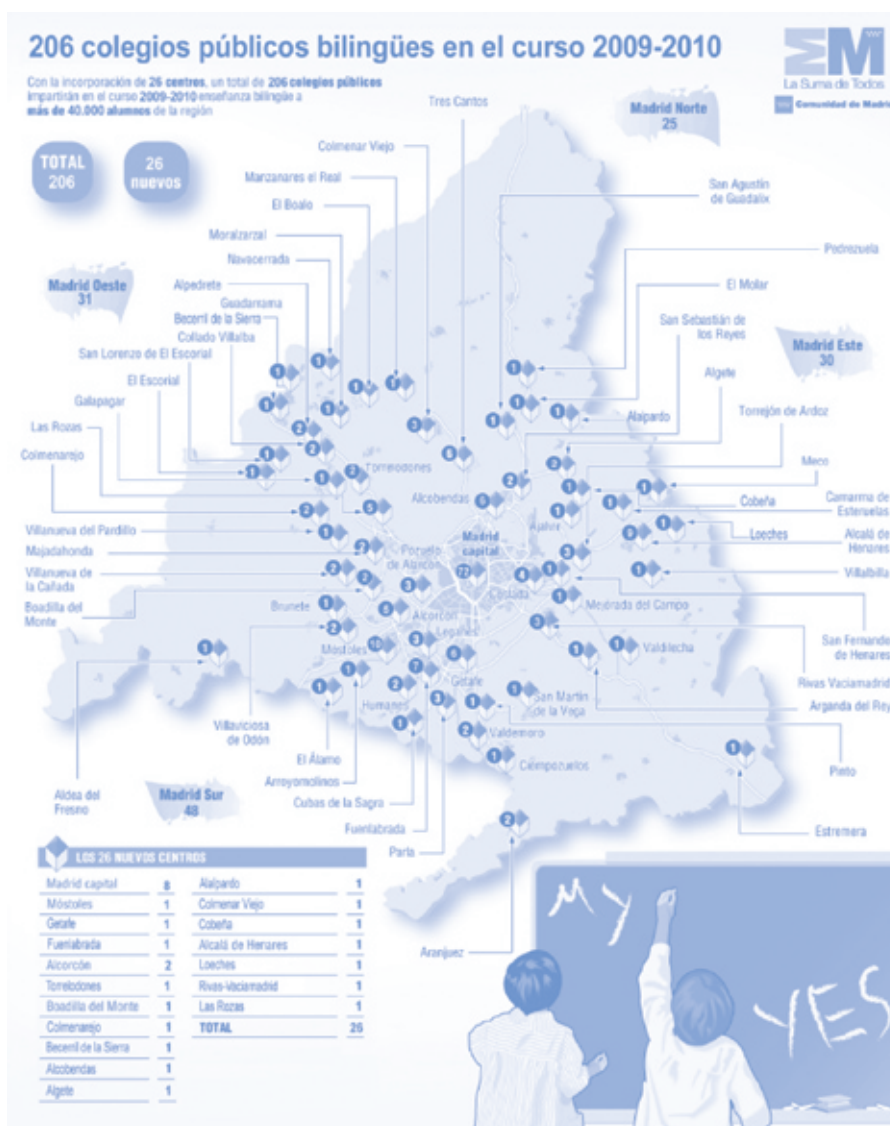 206 colegios públicos bilingües en el curso 2009-2010
Con la incorporación de 26 centros, un total de 206 colegios públicos
impartirán en el curso 2009-2010 enseñanza bilingüe a
más de 40.000 alumnos de la región
EM
La Suma de Todos
Comunidad de Madrid
TOTAL
206
26
nuevos
Madrid Norte
25
Tres Cantos
Colmenar Viejo
Manzanares el Real
El Boalo
Moralzarzal
Navacerrada
Alpedrete
Guadarrama
Becerril de la Sierra
Collado Villalba
San Lorenzo de El Escorial
El Escorial
Galapagar
Las Rozas
Colmenarejo
Madrid Oeste
31
San Agustín
de Guadalix
Pedrezuela
El Molar
San Sebastián de
los Reyes
Madrid Este
30
Algete
Alalpardo
Torrejón de Ardoz
Meco
Cobeña
Camarma de
Esteruelas
Loeches
Alcalá de
Henares
Villalbilla
Torrelodones
Alcobendas
Ajalvir
Madrid
capital
Pozuelo
de Alarcón
Coslada
Mejorada del Campo
Villanueva del Pardillo
Majadahonda
Villanueva de
la Cañada
Boadilla del
Monte
Brunete
Alcorcón
Leganés
Móstoles
Getafe
Humanes
San Martín
de la Vega
Valdemoro
Ciempozuelos
Valdilecha
San Fernando
de Henares
Rivas Vaciamadrid
Arganda del Rey
Pinto
Estremera
Villaviciosa
de Odón
El Álamo
Arroyomolinos
Cubas de la Sagra
Fuenlabrada
Parla
Aldea del
Fresno
Madrid Sur
48
Aranjuez
LOS 26 NUEVOS CENTROS
Madrid capital 8
Móstoles 1
Getafe 1
Fuenlabrada 1
Alcorcón 2
Torrelodones 1
Boadilla del Monte 1
Colmenarejo 1
Becerril de la Sierra 1
Alcobendas 1
Algete 1
Alalpardo 1
Colmenar Viejo 1
Cobeña 1
Alcalá de Henares 1
Loeches 1
Rivas-Vaciamadrid 1
Las Rozas 1
TOTAL 26
MY
YES